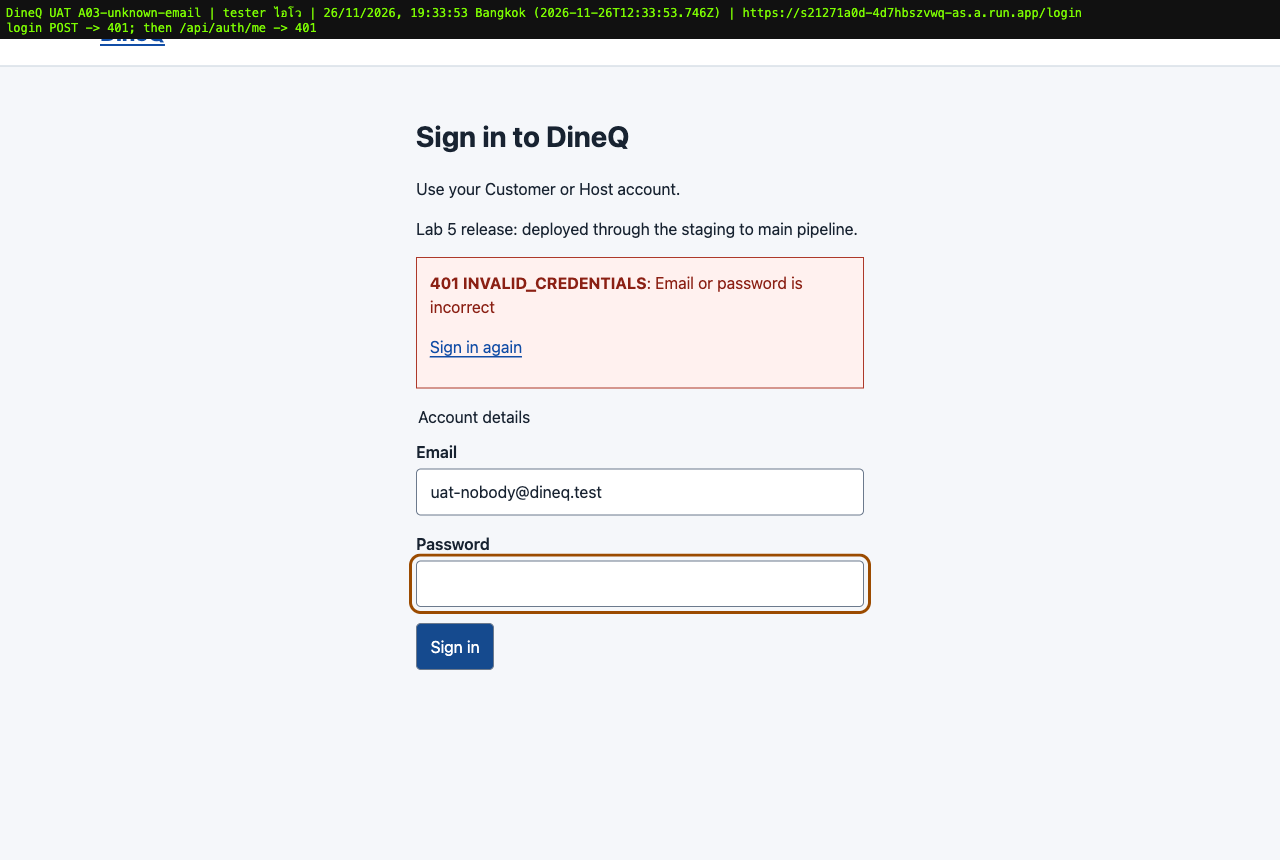 DineQ UAT A03-unknown-email | tester ไอโว | 26/11/2026, 19:33:53 Bangkok (2026-11-26T12:33:53.746Z) | https://s21271a0d-4d7hbszvwq-as.a.run.app/login
login POST -> 401; then /api/auth/me -> 401
DineQ
Sign in to DineQ
Use your Customer or Host account.
Lab 5 release: deployed through the staging to main pipeline.
401 INVALID_CREDENTIALS: Email or password is
incorrect
Sign in again
Account details
Email
uat-nobody@dineq.test
Password
Sign in